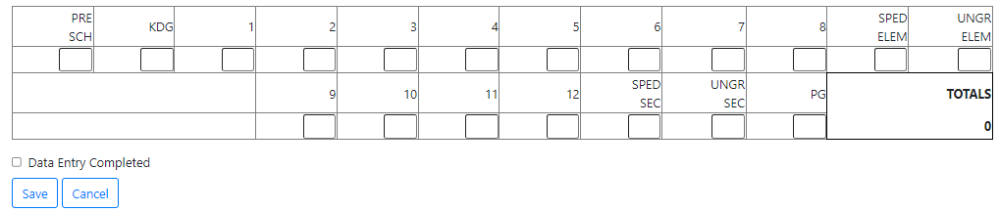 PRE SCH KDG 1 2 3 4 5 6 7 8 SPED ELEM UNGR ELEM
9 10 11 12 SPED SEC UNGR SEC PG TOTALS
0
Data Entry Completed
Save Cancel